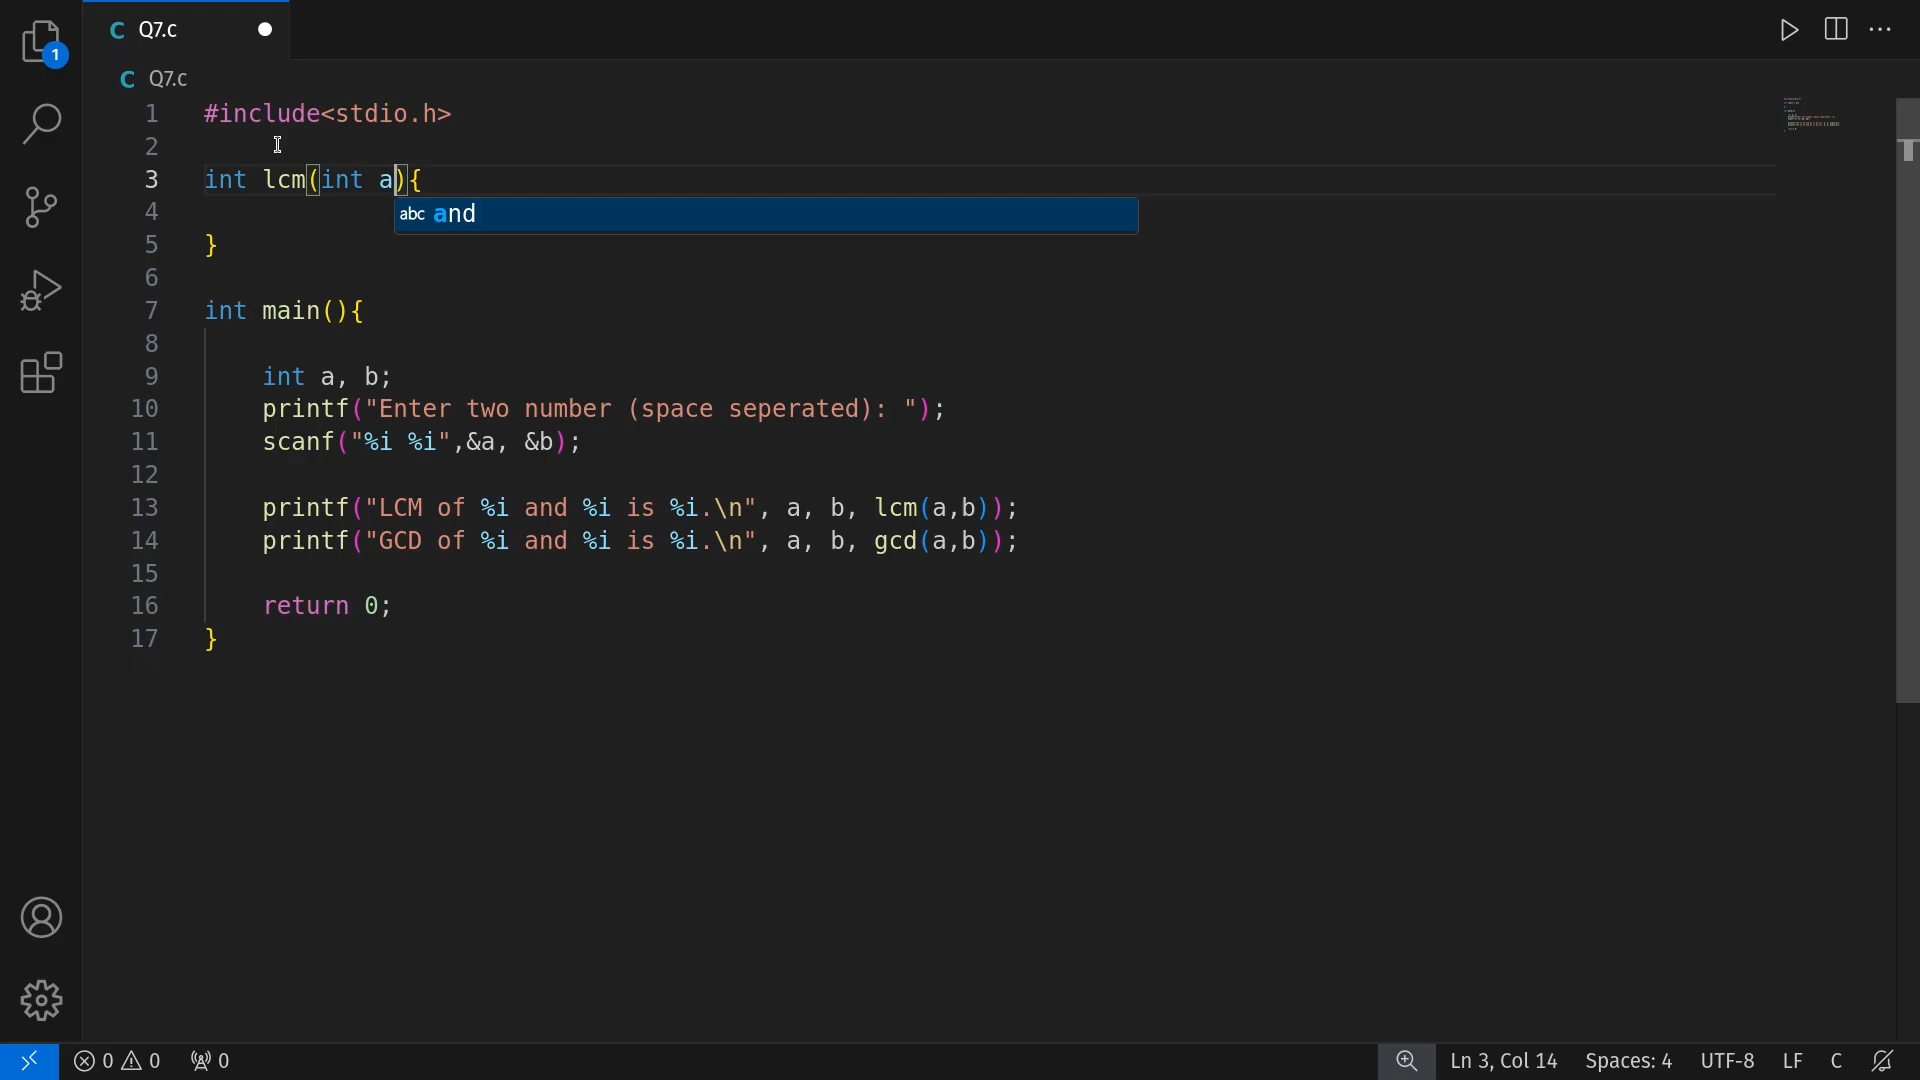 C Q7.c
1
C Q7.c
1 #include<stdio.h>
2
3 int lcm(int a){
abc and
4
5 }
6
7 int main(){
8
9     int a, b;
10     printf("Enter two number (space seperated): ");
11     scanf("%i %i",&a, &b);
12
13     printf("LCM of %i and %i is %i.\n", a, b, lcm(a,b));
14     printf("GCD of %i and %i is %i.\n", a, b, gcd(a,b));
15
16     return 0;
17 }
0 0 0 Ln 3, Col 14 Spaces: 4 UTF-8 LF C